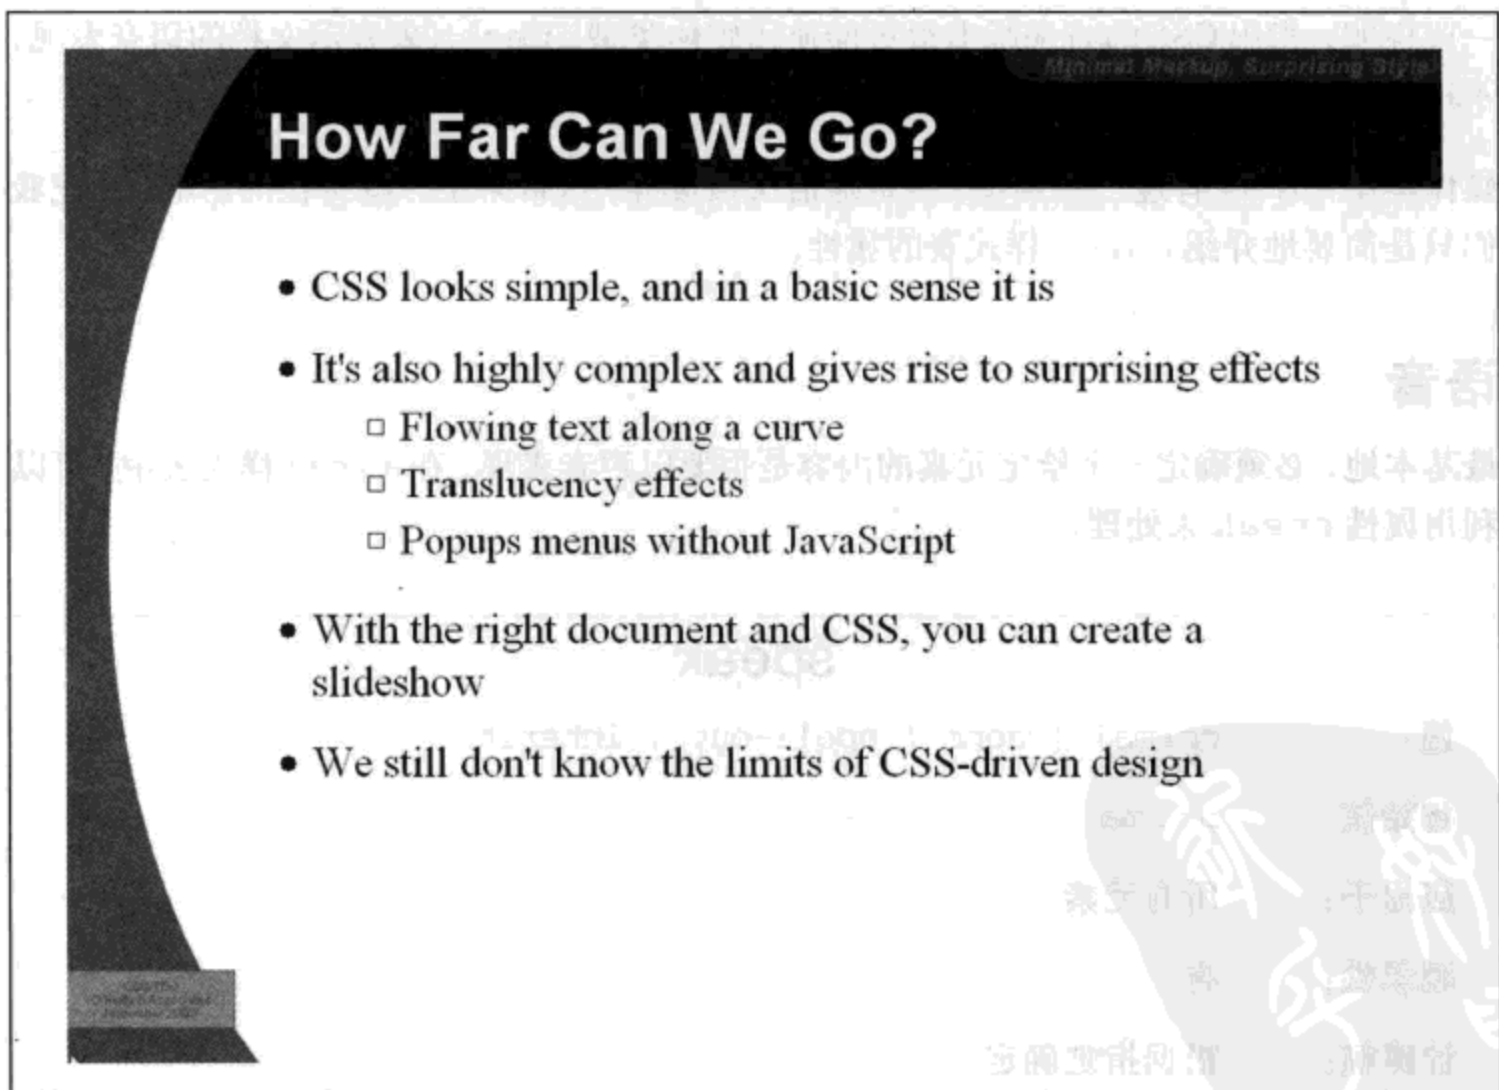 Minimal Markup, Surprising Style
How Far Can We Go?
• CSS looks simple, and in a basic sense it is
• It's also highly complex and gives rise to surprising effects
□ Flowing text along a curve
□ Translucency effects
□ Popups menus without JavaScript
• With the right document and CSS, you can create a
slideshow
• We still don't know the limits of CSS-driven design